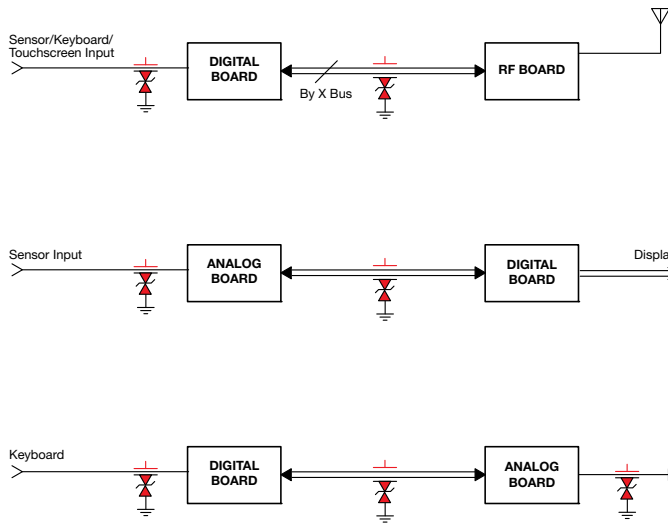 Sensor/Keyboard/
Touchscreen Input
DIGITAL
BOARD
By X Bus
RF BOARD
Sensor Input
ANALOG
BOARD
DIGITAL
BOARD
Display
Keyboard
DIGITAL
BOARD
ANALOG
BOARD